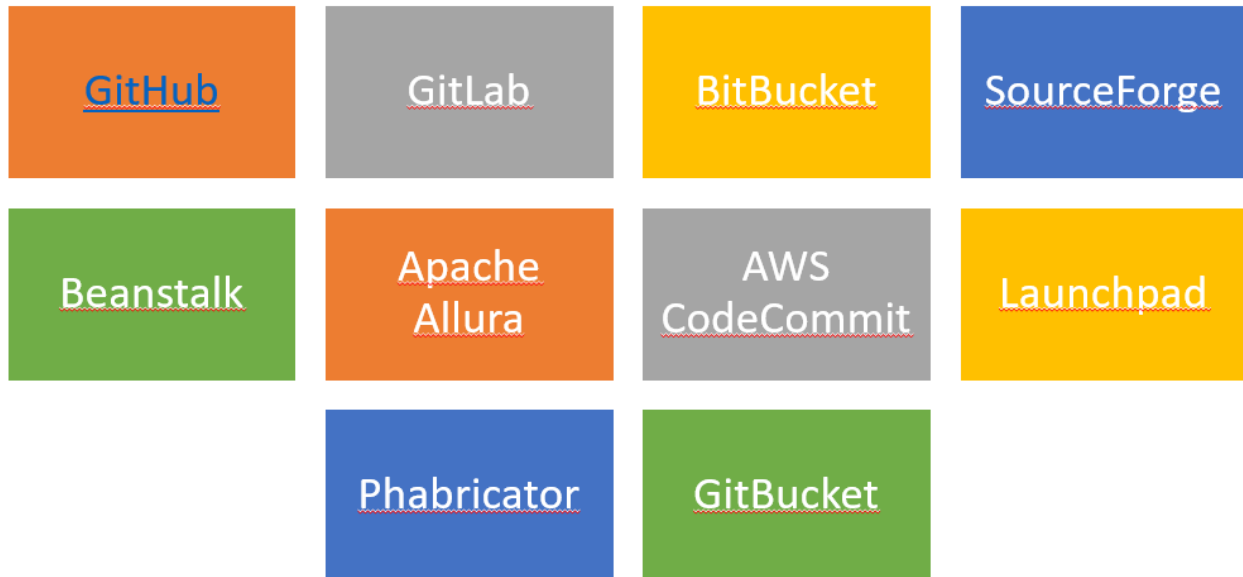 GitHub
GitLab
BitBucket
SourceForge
Beanstalk
Apache
Allura
AWS
CodeCommit
Launchpad
Phabricator
GitBucket